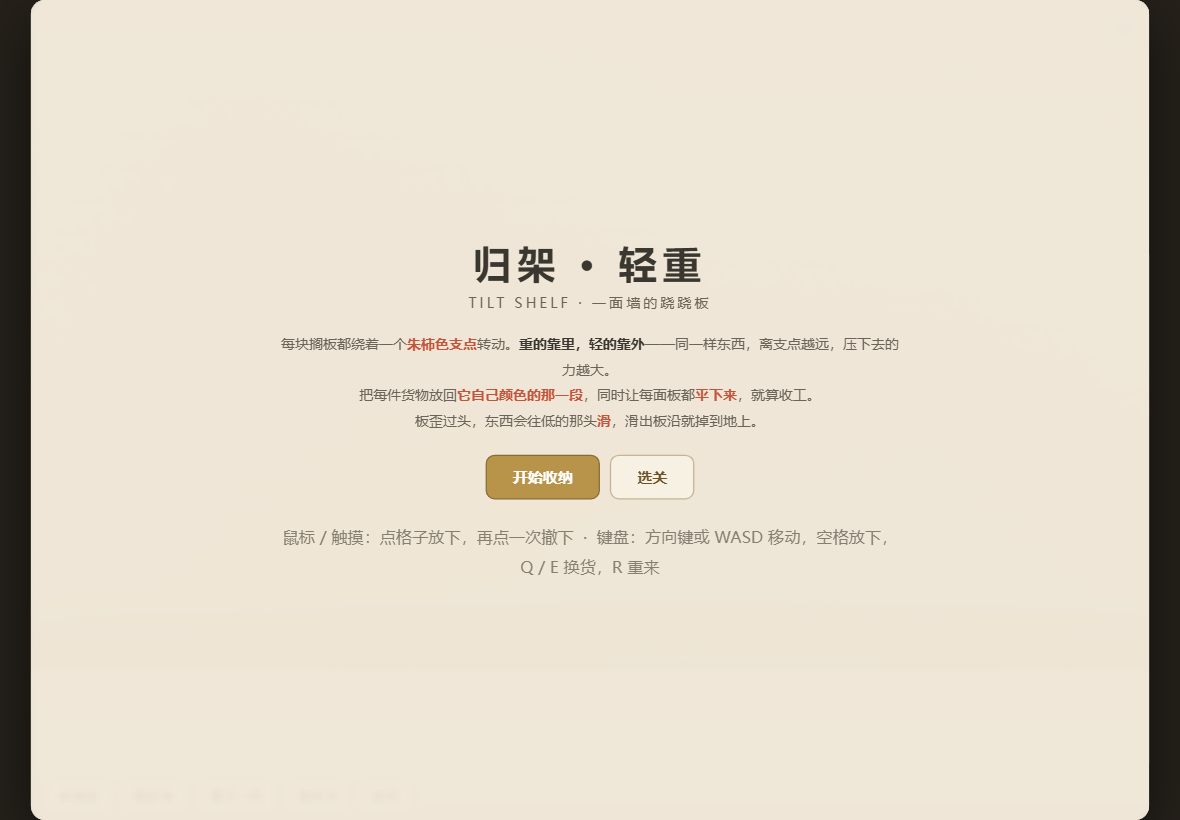 归架 · 轻重
TILT SHELF · 一面墙的跷跷板
每块搁板都绕着一个朱柿色支点转动。重的靠里，轻的靠外——同一样东西，离支点越远，压下去的
力越大。
把每件货物放回它自己颜色的那一段，同时让每面板都平下来，就算收工。
板歪过头，东西会往低的那头滑，滑出板沿就掉到地上。
开始收纳
选关
鼠标 / 触摸：点格子放下，再点一次撤下 · 键盘：方向键或 WASD 移动，空格放下，
Q / E 换货，R 重来